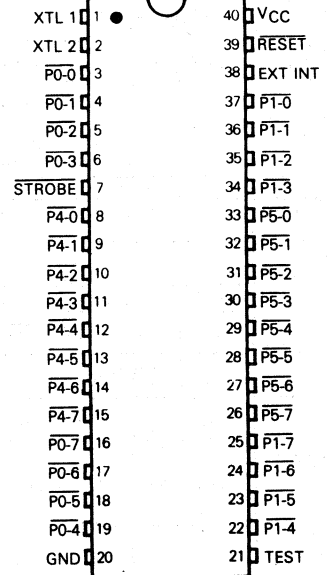 XTL 1 1 40 VCC
XTL 2 2 39 RESET
P0-0 3 38 EXT INT
P0-1 4 37 P1-0
P0-2 5 36 P1-1
P0-3 6 35 P1-2
STROBE 7 34 P1-3
P4-0 8 33 P5-0
P4-1 9 32 P5-1
P4-2 10 31 P5-2
P4-3 11 30 P5-3
P4-4 12 29 P5-4
P4-5 13 28 P5-5
P4-6 14 27 P5-6
P4-7 15 26 P5-7
P0-7 16 25 P1-7
P0-6 17 24 P1-6
P0-5 18 23 P1-5
P0-4 19 22 P1-4
GND 20 21 TEST